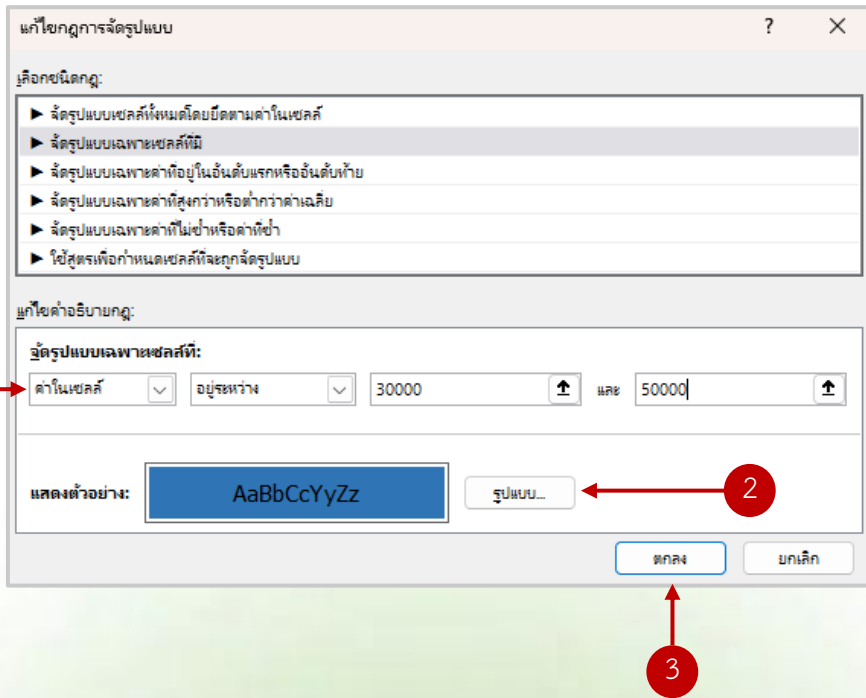 แก้ไขกฎการจัดรูปแบบ ?
เลือกชนิดกฎ:
► จัดรูปแบบเซลล์ทั้งหมดโดยยึดตามค่าในเซลล์
► จัดรูปแบบเฉพาะเซลล์ที่มี
► จัดรูปแบบเฉพาะค่าที่อยู่ในอันดับแรกหรืออันดับท้าย
► จัดรูปแบบเฉพาะค่าที่สูงกว่าหรือต่ำกว่าค่าเฉลี่ย
► จัดรูปแบบเฉพาะค่าที่ไม่ซ้ำหรือค่าที่ซ้ำ
► ใช้สูตรเพื่อกำหนดเซลล์ที่จะถูกจัดรูปแบบ
แก้ไขคำอธิบายกฎ:
จัดรูปแบบเฉพาะเซลล์ที่:
ค่าในเซลล์ อยู่ระหว่าง 30000 และ 50000
แสดงตัวอย่าง: AaBbCcYyZz รูปแบบ... 2
ตกลง ยกเลิก
3